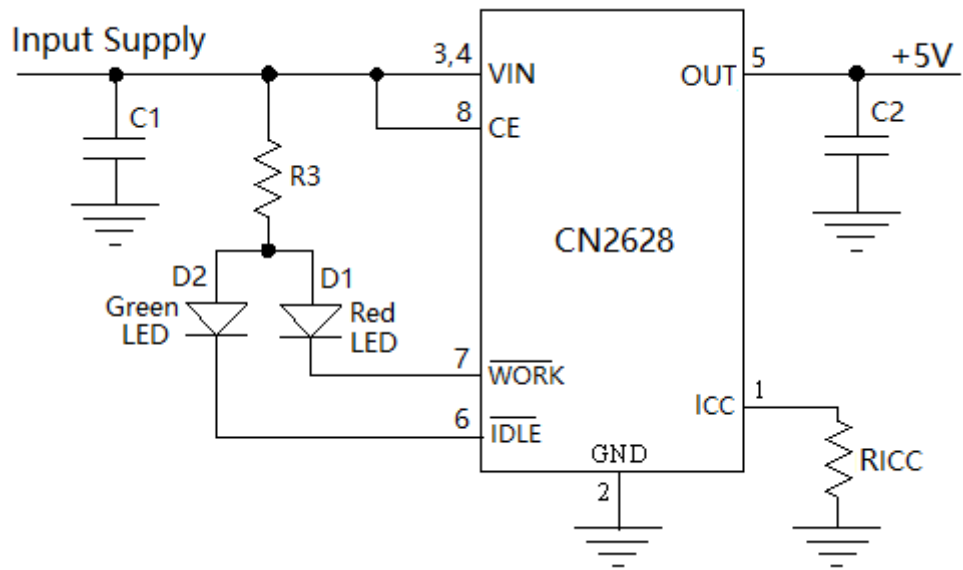 Input Supply
3,4
VIN
OUT
5
+5V
C1
8
CE
C2
R3
CN2628
D2
D1
Green
LED
Red
LED
7
WORK
ICC
1
6
IDLE
GND
RICC
2